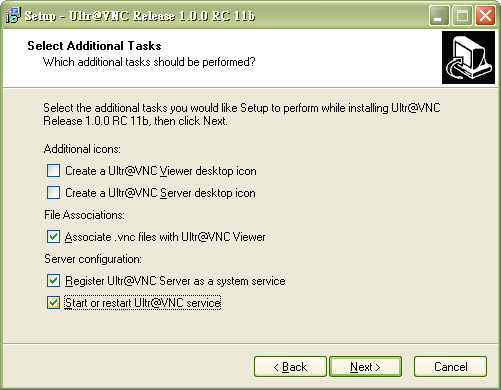 Setup - Ultr@VNC Release 1.0.0 RC 11b
Select Additional Tasks
Which additional tasks should be performed?
Select the additional tasks you would like Setup to perform while installing Ultr@VNC
Release 1.0.0 RC 11b, then click Next.
Additional icons:
Create a Ultr@VNC Viewer desktop icon
Create a Ultr@VNC Server desktop icon
File Associations:
Associate .vnc files with Ultr@VNC Viewer
Server configuration:
Register Ultr@VNC Server as a system service
Start or restart Ultr@VNC service
< Back
Next >
Cancel